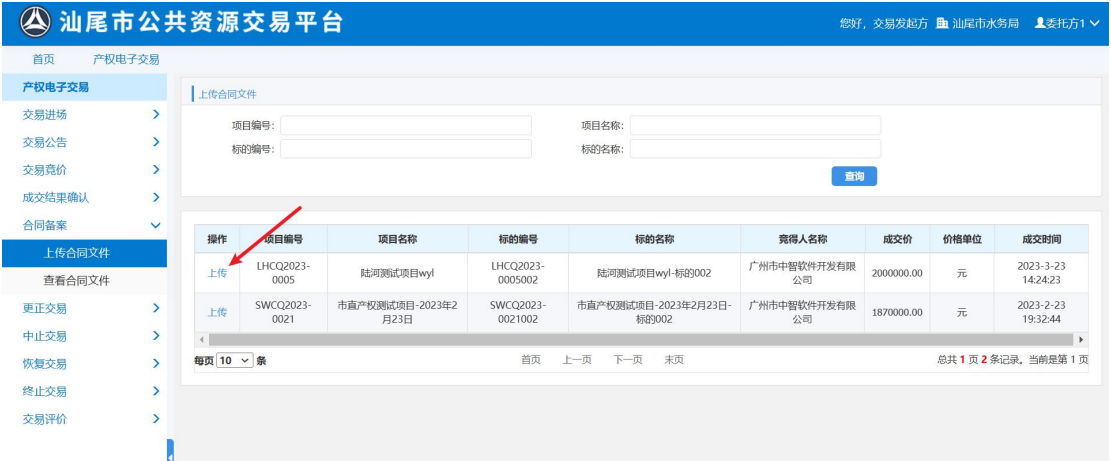 汕尾市公共资源交易平台
您好，交易发起方 汕尾市水务局 委托方1
首页 产权电子交易
产权电子交易
交易进场
交易公告
交易竞价
成交结果确认
合同备案
上传合同文件
查看合同文件
更正交易
中止交易
恢复交易
终止交易
交易评价
上传合同文件
项目编号： 项目名称：
标的编号： 标的名称：
查询
操作 项目编号 项目名称 标的编号 标的名称 竞得人名称 成交价 价格单位 成交时间
上传 LHCQ2023-0005 陆河测试项目wyl LHCQ2023-0005002 陆河测试项目wyl-标的002 广州市中智软件开发有限公司 2000000.00 元 2023-3-23 14:24:23
上传 SWCQ2023-0021 市直产权测试项目-2023年2月23日 SWCQ2023-0021002 市直产权测试项目-2023年2月23日-标的002 广州市中智软件开发有限公司 1870000.00 元 2023-2-23 19:32:44
每页 10 条 首页 上一页 下一页 末页 总共 1 页 2 条记录。当前是第 1 页